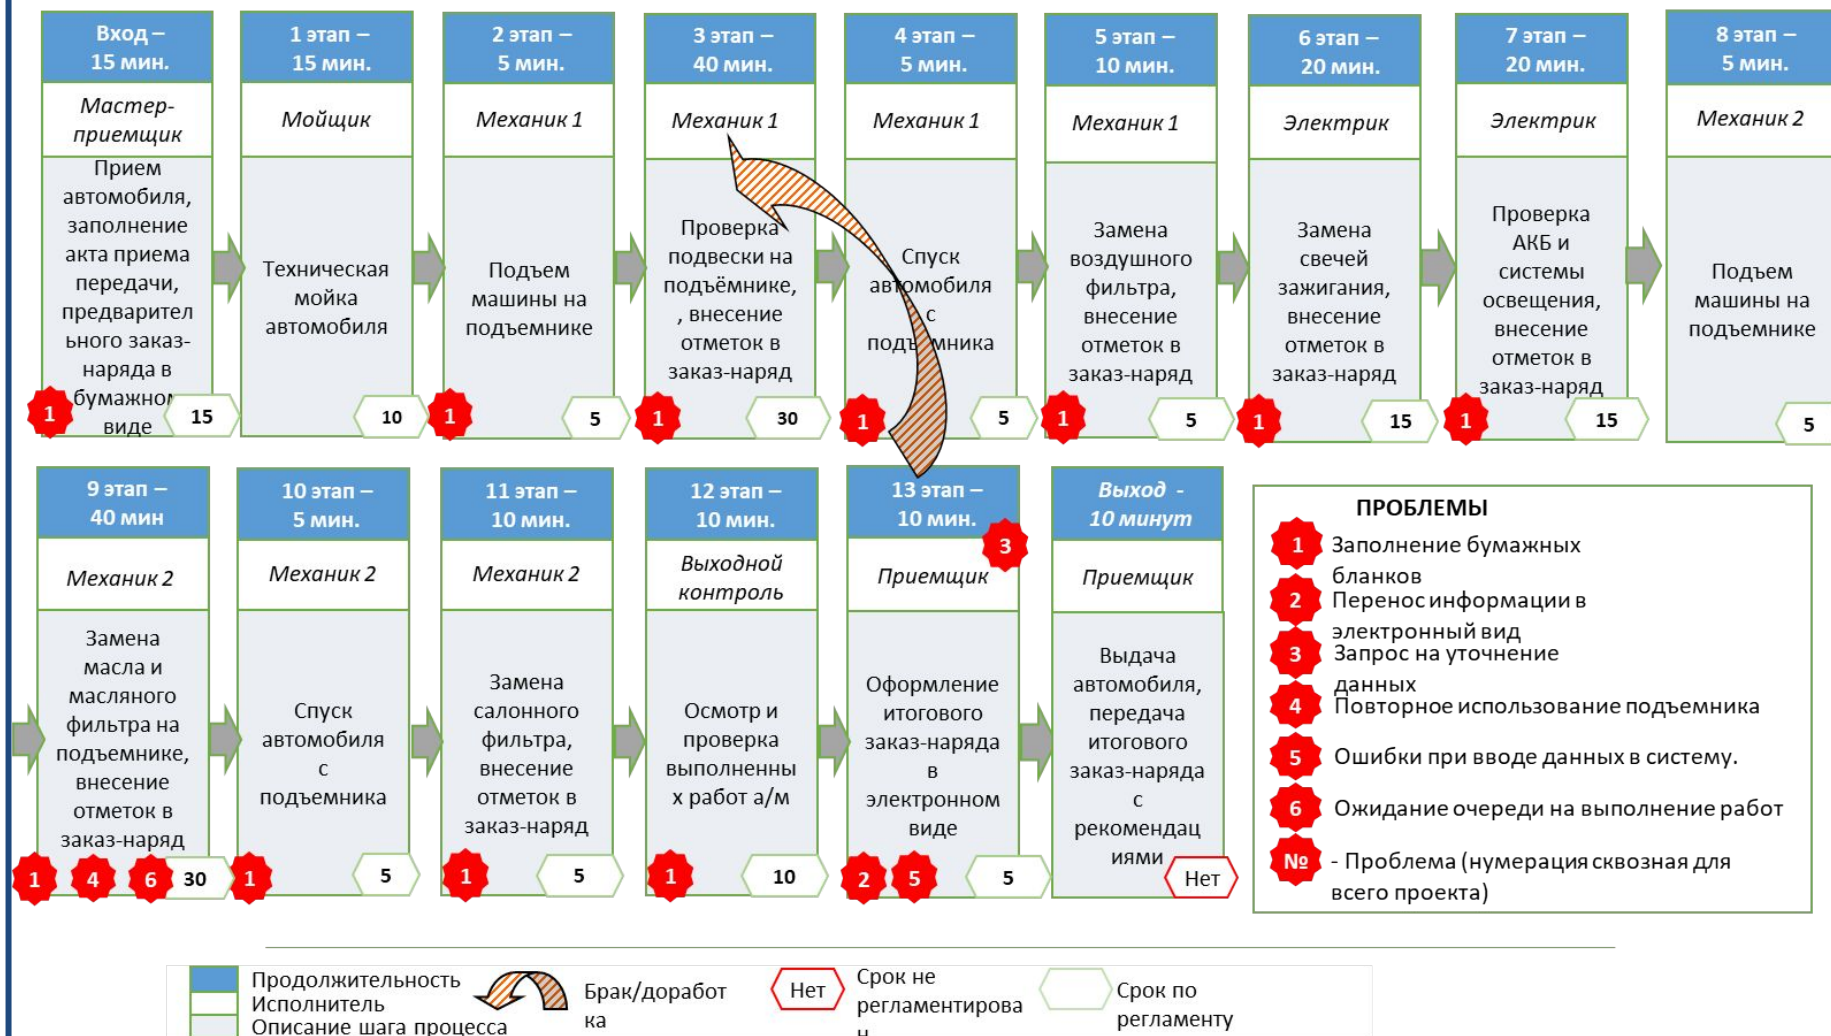 Вход –
15 мин.
Мастер-
приемщик
Прием
автомобиля,
заполнение
акта приема
передачи,
предварител
ьного заказ-
наряда в
бумажном
виде
1
15
1 этап –
15 мин.
Мойщик
Техническая
мойка
автомобиля
10
2 этап –
5 мин.
Механик 1
Подъем
машины на
подъемнике
1
5
3 этап –
40 мин.
Механик 1
Проверка
подвески на
подъёмнике,
, внесение
отметок в
заказ-наряд
1
30
4 этап –
5 мин.
Механик 1
Спуск
автомобиля
с
подъемника
1
5
5 этап –
10 мин.
Механик 1
Замена
воздушного
фильтра,
внесение
отметок в
заказ-наряд
1
5
6 этап –
20 мин.
Электрик
Замена
свечей
зажигания,
внесение
отметок в
заказ-наряд
1
15
7 этап –
20 мин.
Электрик
Проверка
АКБ и
системы
освещения,
внесение
отметок в
заказ-наряд
1
15
8 этап –
5 мин.
Механик 2
Подъем
машины на
подъемнике
5
9 этап –
40 мин
Механик 2
Замена
масла и
масляного
фильтра на
подъемнике,
внесение
отметок в
заказ-наряд
1
4
6
30
10 этап –
5 мин.
Механик 2
Спуск
автомобиля
с
подъемника
1
5
11 этап –
10 мин.
Механик 2
Замена
салонного
фильтра,
внесение
отметок в
заказ-наряд
1
5
12 этап –
10 мин.
Выходной
контроль
Осмотр и
проверка
выполненны
х работ а/м
1
10
13 этап –
10 мин.
3
Приемщик
Оформление
итогового
заказ-наряда
в
электронном
виде
2
5
5
Выход -
10 минут
Приемщик
Выдача
автомобиля,
передача
итогового
заказ-наряда
с
рекомендац
иями
Нет
ПРОБЛЕМЫ
1 Заполнение бумажных
бланков
2 Перенос информации в
электронный вид
3 Запрос на уточнение
данных
4 Повторное использование подъемника
5 Ошибки при вводе данных в систему.
6 Ожидание очереди на выполнение работ
№ - Проблема (нумерация сквозная для
всего проекта)
Продолжительность
Исполнитель
Описание шага процесса
Брак/доработ
ка
Нет
Срок не
регламентирова
н
Срок по
регламенту